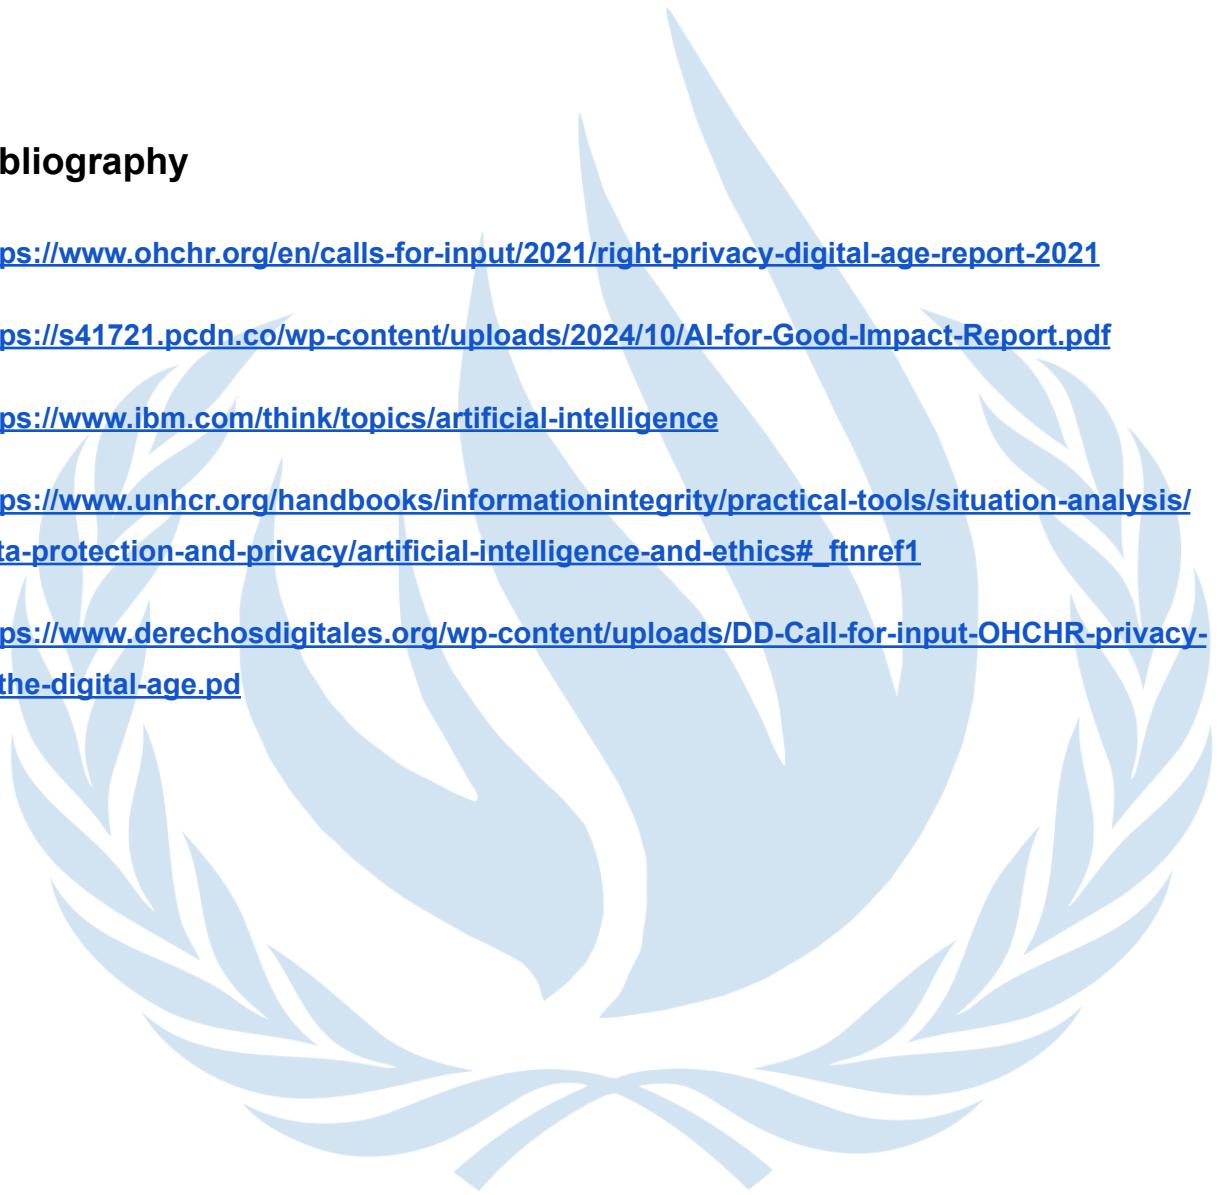 bliography
ps://www.ohchr.org/en/calls-for-input/2021/right-privacy-digital-age-report-2021
ps://s41721.pcdn.co/wp-content/uploads/2024/10/AI-for-Good-Impact-Report.pdf
ps://www.ibm.com/think/topics/artificial-intelligence
ps://www.unhcr.org/handbooks/informationintegrity/practical-tools/situation-analysis/
ta-protection-and-privacy/artificial-intelligence-and-ethics#_ftnref1
ps://www.derechosdigitales.org/wp-content/uploads/DD-Call-for-input-OHCHR-privacy-
the-digital-age.pd